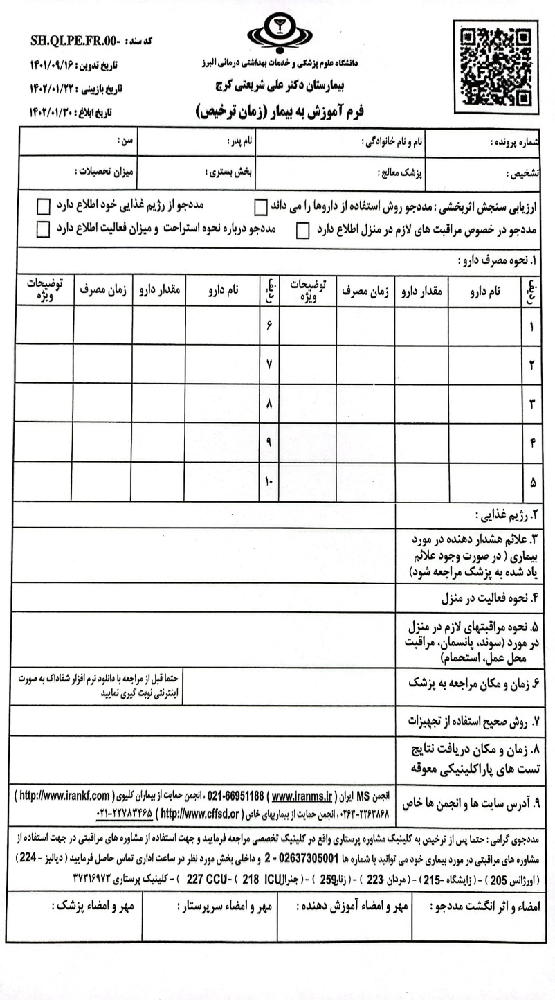 کد سند : SH.QI.PE.FR.00-
تاریخ تدوین : ۱۴۰۱/۰۹/۱۶
تاریخ بازبینی : ۱۴۰۲/۰۱/۲۲
تاریخ ابلاغ : ۱۴۰۲/۰۱/۳۰
دانشگاه علوم پزشکی و خدمات بهداشتی درمانی البرز
بیمارستان دکتر علی شریعتی کرج
فرم آموزش به بیمار (زمان ترخیص)
شماره پرونده : نام و نام خانوادگی : نام پدر : سن :
تشخیص : پزشک معالج : بخش بستری : میزان تحصیلات :
ارزیابی سنجش اثربخشی : مددجو روش استفاده از داروها را می داند مددجو از رژیم غذایی خود اطلاع دارد
مددجو در خصوص مراقبت های لازم در منزل اطلاع دارد مددجو درباره نحوه استراحت و میزان فعالیت اطلاع دارد
۱. نحوه مصرف دارو :
ردیف نام دارو مقدار دارو زمان مصرف توضیحات ویژه ردیف نام دارو مقدار دارو زمان مصرف توضیحات ویژه
۱ ۶
۲ ۷
۳ ۸
۴ ۹
۵ ۱۰
۲. رژیم غذایی :
۳. علائم هشدار دهنده در مورد
بیماری ( در صورت وجود علائم
یاد شده به پزشک مراجعه شود)
۴. نحوه فعالیت در منزل
۵. نحوه مراقبتهای لازم در منزل
در مورد (سوند، پانسمان، مراقبت
محل عمل، استحمام)
۶. زمان و مکان مراجعه به پزشک
حتما قبل از مراجعه با دانلود نرم افزار شفاداک به صورت
اینترنتی نوبت گیری نمایید
۷. روش صحیح استفاده از تجهیزات
۸. زمان و مکان دریافت نتایج
تست های پاراکلینیکی معوقه
۹. آدرس سایت ها و انجمن ها خاص
انجمن MS ایران ( www.iranms.ir ) 021-66951188 ، انجمن حمایت از بیماران کلیوی ( http://www.irankf.com )
۰۲۶۳-۲۲۶۳۸۶۸ ، انجمن حمایت از بیماریهای خاص ( http://www.cffsd.or ) ۰۲۱-۲۲۷۸۳۴۶۵
مددجوی گرامی : حتما پس از ترخیص به کلینیک مشاوره پرستاری واقع در کلینیک تخصصی مراجعه فرمایید و جهت استفاده از مشاوره های مراقبتی در جهت استفاده از
مشاوره های مراقبتی در مورد بیماری خود می توانید با شماره ها 02637305001 - 2 و داخلی بخش مورد نظر در ساعت اداری تماس حاصل فرمایید ( دیالیز - 224 )
( اورژانس 205 ) - ( زایشگاه -215 ) - ( مردان -223 ) - ( زنان259 ) - ( جنرالICU 218 ) -( CCU 227 ) - کلینیک پرستاری ۳۷۳۱۶۹۷۳
امضاء و اثر انگشت مددجو : مهر و امضاء آموزش دهنده : مهر و امضاء سرپرستار : مهر و امضاء پزشک :